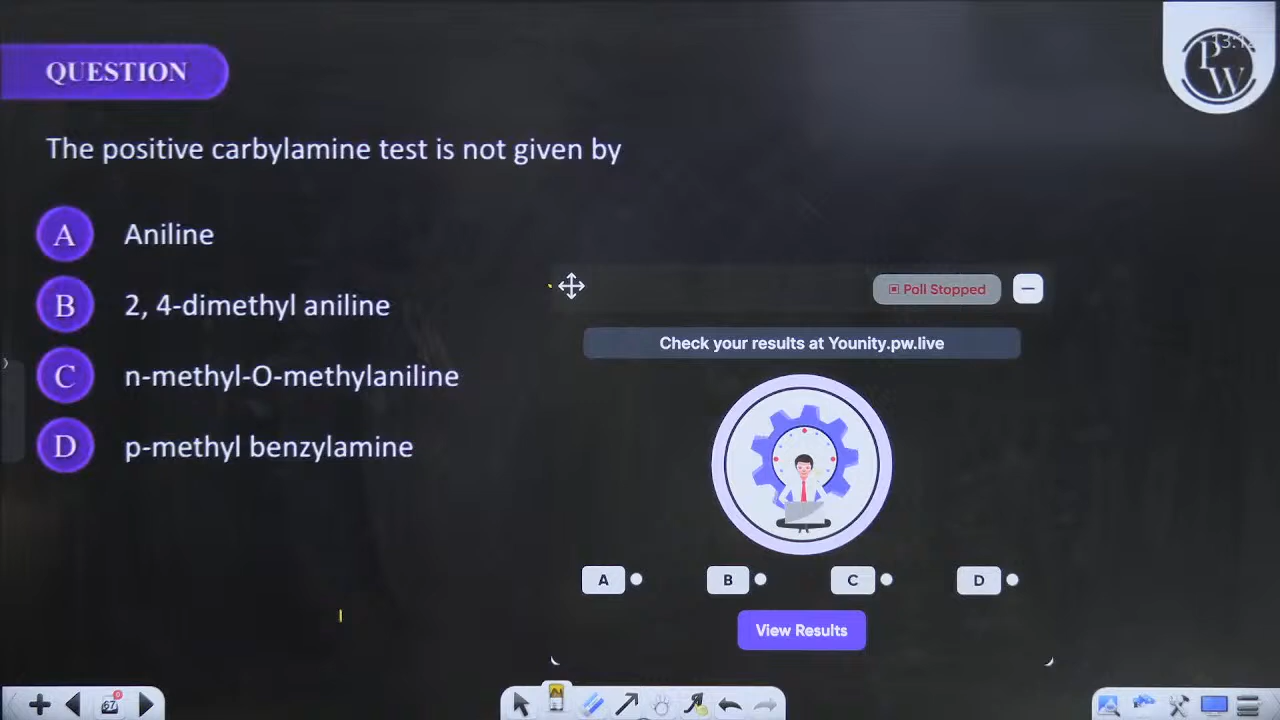 QUESTION
P
W
The positive carbylamine test is not given by
A Aniline
B 2, 4-dimethyl aniline
C n-methyl-O-methylaniline
D p-methyl benzylamine
Poll Stopped
Check your results at Younity.pw.live
A
B
C
D
View Results
67